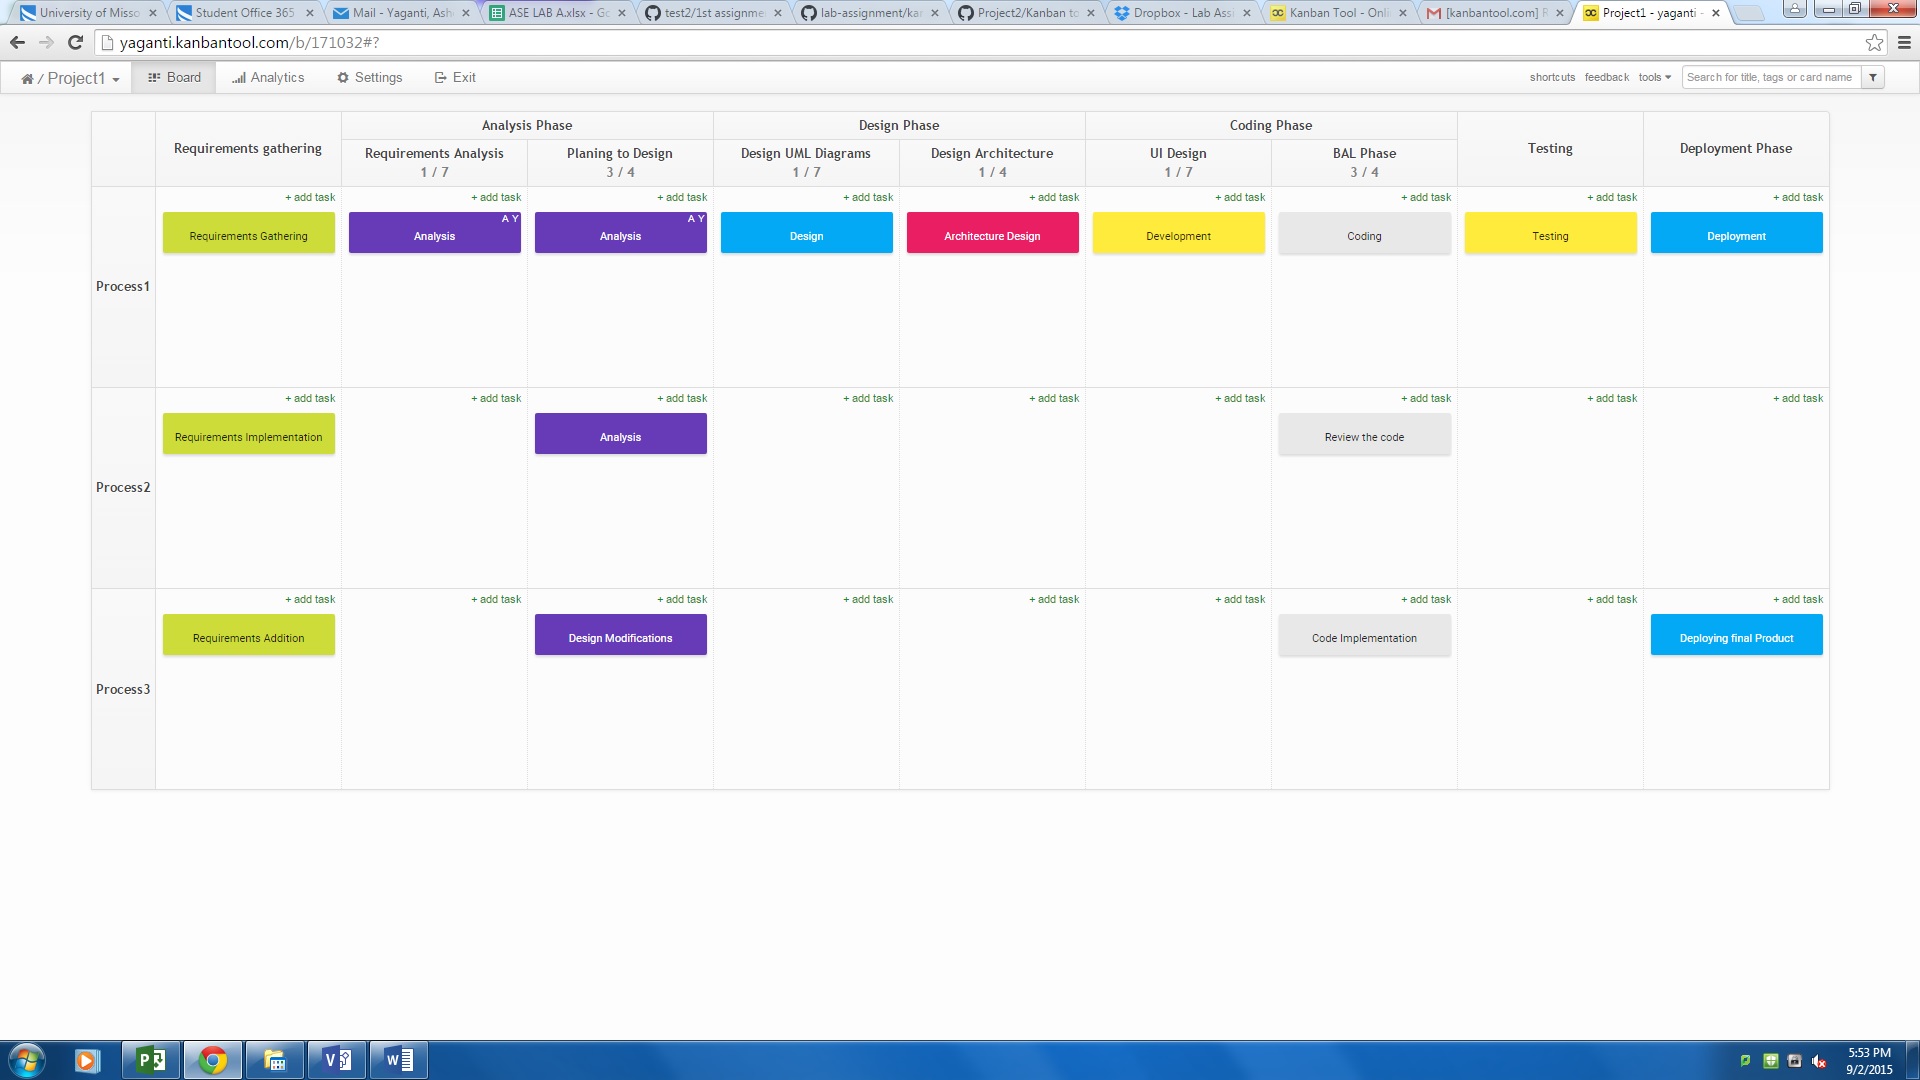 University of Misso
Student Office 365
Mail - Yaganti, Ash
ASE LAB A.xlsx - Go
test2/1st assignme
lab-assignment/kan
Project2/Kanban to
Dropbox - Lab Assi
Kanban Tool - Onli
[kanbantool.com] R
Project1 - yaganti -
yaganti.kanbantool.com/b/171032#?
/ Project1
Board
Analytics
Settings
Exit
shortcuts
feedback
tools
Search for title, tags or card name
Requirements gathering
Analysis Phase
Design Phase
Coding Phase
Testing
Deployment Phase
Requirements Analysis
1 / 7
Planing to Design
3 / 4
Design UML Diagrams
1 / 7
Design Architecture
1 / 4
UI Design
1 / 7
BAL Phase
3 / 4
Process1
+ add task
+ add task
+ add task
+ add task
+ add task
+ add task
+ add task
+ add task
+ add task
Requirements Gathering
A Y
Analysis
A Y
Analysis
Design
Architecture Design
Development
Coding
Testing
Deployment
Process2
+ add task
+ add task
+ add task
+ add task
+ add task
+ add task
+ add task
+ add task
+ add task
Requirements Implementation
Analysis
Review the code
Process3
+ add task
+ add task
+ add task
+ add task
+ add task
+ add task
+ add task
+ add task
+ add task
Requirements Addition
Design Modifications
Code Implementation
Deploying final Product
5:53 PM
9/2/2015